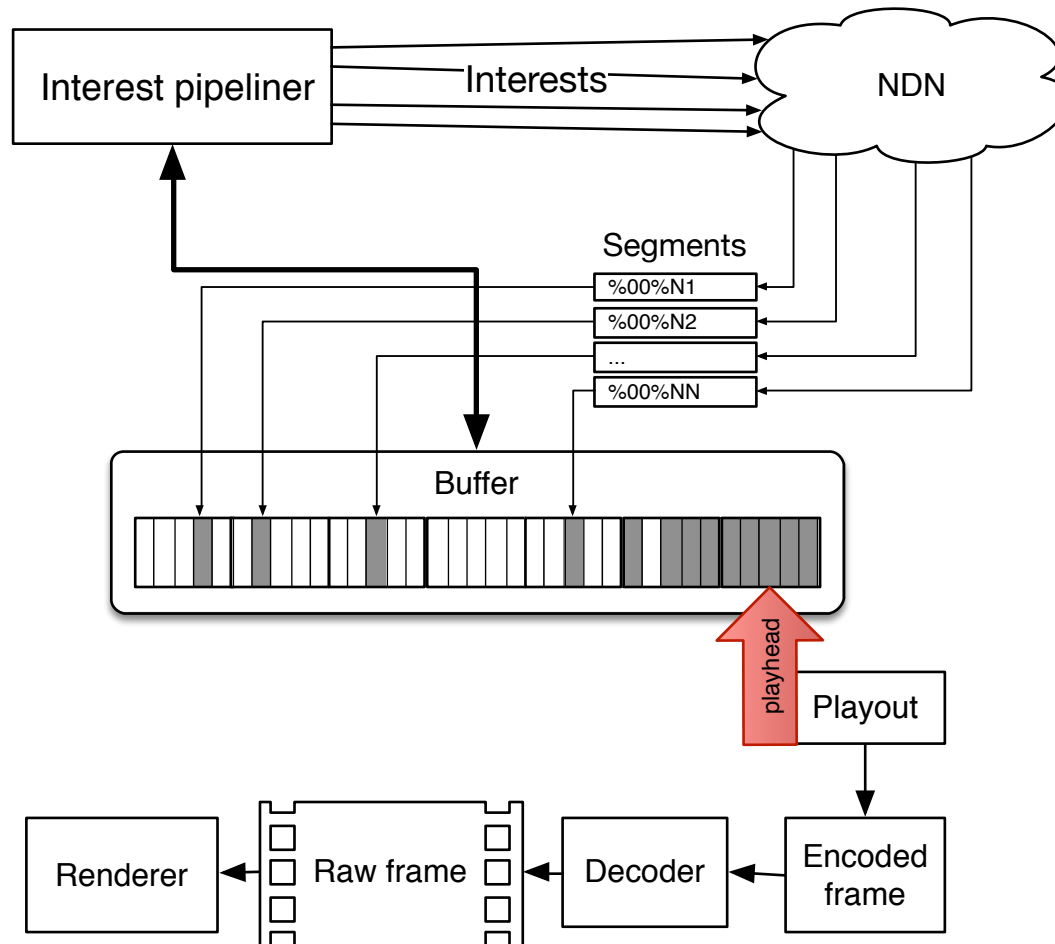 Interest pipeliner
Interests
NDN
Segments
%00%N1
%00%N2
...
%00%NN
Buffer
playhead
Playout
Renderer
Raw frame
Decoder
Encoded
frame